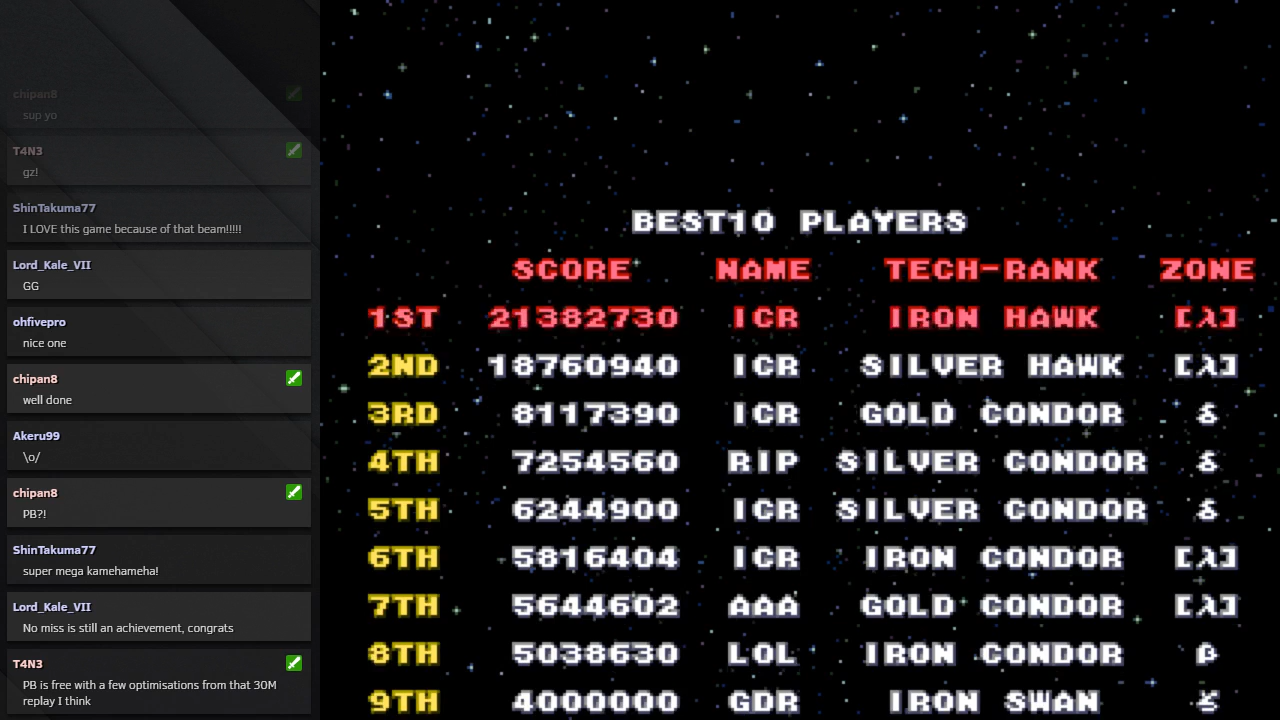 chipan8
sup yo
T4N3
gz!
ShinTakuma77
I LOVE this game because of that beam!!!!!
Lord_Kale_VII
GG
ohfivepro
nice one
chipan8
well done
Akeru99
\o/
chipan8
PB?!
ShinTakuma77
super mega kamehameha!
Lord_Kale_VII
No miss is still an achievement, congrats
T4N3
PB is free with a few optimisations from that 30M
replay I think
BEST10 PLAYERS
SCORE NAME TECH-RANK ZONE
1ST 21382730 ICR IRON HAWK [λ]
2ND 18760940 ICR SILVER HAWK [λ]
3RD 8117390 ICR GOLD CONDOR
4TH 7254560 RIP SILVER CONDOR
5TH 6244900 ICR SILVER CONDOR
6TH 5816404 ICR IRON CONDOR [λ]
7TH 5644602 AAA GOLD CONDOR [λ]
8TH 5038630 LOL IRON CONDOR
9TH 4000000 GDR IRON SWAN